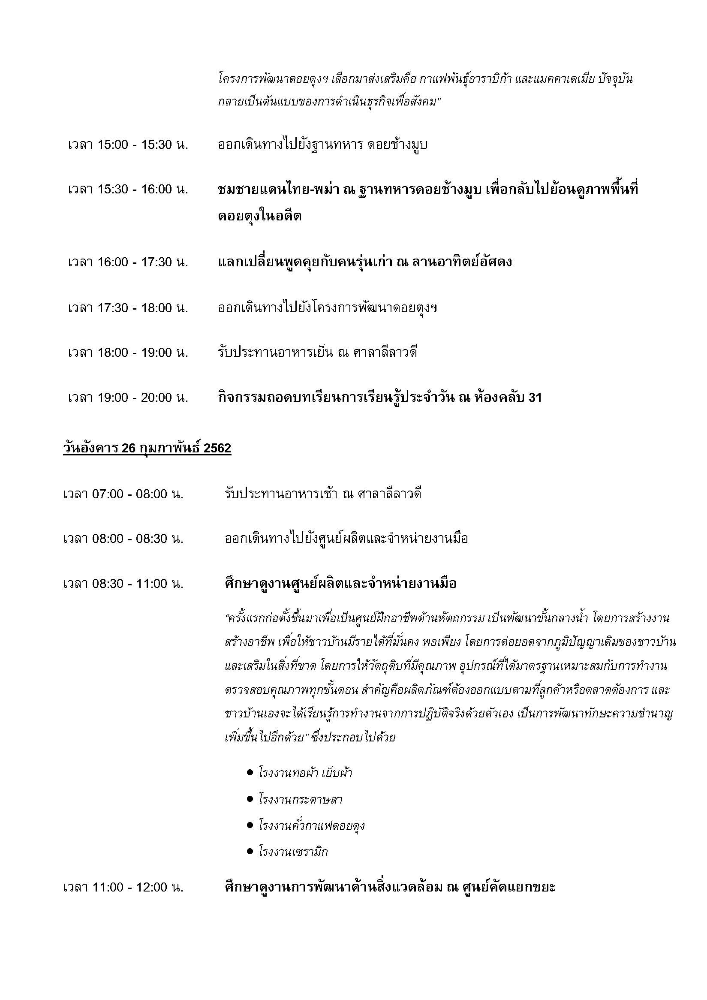 โครงการพัฒนาดอยตุงฯ เลือกมาส่งเสริมคือ กาแฟพันธุ์อาราบิก้า และแมคคาเดเมีย ปัจจุบัน
กลายเป็นต้นแบบของการดำเนินธุรกิจเพื่อสังคม"
เวลา 15:00 - 15:30 น. ออกเดินทางไปยังฐานทหาร ดอยช้างมูบ
เวลา 15:30 - 16:00 น. ชมชายแดนไทย-พม่า ณ ฐานทหารดอยช้างมูบ เพื่อกลับไปย้อนดูภาพพื้นที่
ดอยตุงในอดีต
เวลา 16:00 - 17:30 น. แลกเปลี่ยนพูดคุยกับคนรุ่นเก่า ณ ลานอาทิตย์อัศดง
เวลา 17:30 - 18:00 น. ออกเดินทางไปยังโครงการพัฒนาดอยตุงฯ
เวลา 18:00 - 19:00 น. รับประทานอาหารเย็น ณ ศาลาลีลาวดี
เวลา 19:00 - 20:00 น. กิจกรรมถอดบทเรียนการเรียนรู้ประจำวัน ณ ห้องคลับ 31
วันอังคาร 26 กุมภาพันธ์ 2562
เวลา 07:00 - 08:00 น. รับประทานอาหารเช้า ณ ศาลาลีลาวดี
เวลา 08:00 - 08:30 น. ออกเดินทางไปยังศูนย์ผลิตและจำหน่ายงานมือ
เวลา 08:30 - 11:00 น. ศึกษาดูงานศูนย์ผลิตและจำหน่ายงานมือ
“ครั้งแรกก่อตั้งขึ้นมาเพื่อเป็นศูนย์ฝึกอาชีพด้านหัตถกรรม เป็นพัฒนาขั้นกลางน้ำ โดยการสร้างงาน
สร้างอาชีพ เพื่อให้ชาวบ้านมีรายได้ที่มั่นคง พอเพียง โดยการต่อยอดจากภูมิปัญญาเดิมของชาวบ้าน
และเสริมในสิ่งที่ขาด โดยการให้วัตถุดิบที่มีคุณภาพ อุปกรณ์ที่ได้มาตรฐานเหมาะสมกับการทำงาน
ตรวจสอบคุณภาพทุกขั้นตอน สำคัญคือผลิตภัณฑ์ต้องออกแบบตามที่ลูกค้าหรือตลาดต้องการ และ
ชาวบ้านเองจะได้เรียนรู้การทำงานจากการปฏิบัติจริงด้วยตัวเอง เป็นการพัฒนาทักษะความชำนาญ
เพิ่มขึ้นไปอีกด้วย” ซึ่งประกอบไปด้วย
● โรงงานทอผ้า เย็บผ้า
● โรงงานกระดาษสา
● โรงงานคั่วกาแฟดอยตุง
● โรงงานเซรามิก
เวลา 11:00 - 12:00 น. ศึกษาดูงานการพัฒนาด้านสิ่งแวดล้อม ณ ศูนย์คัดแยกขยะ